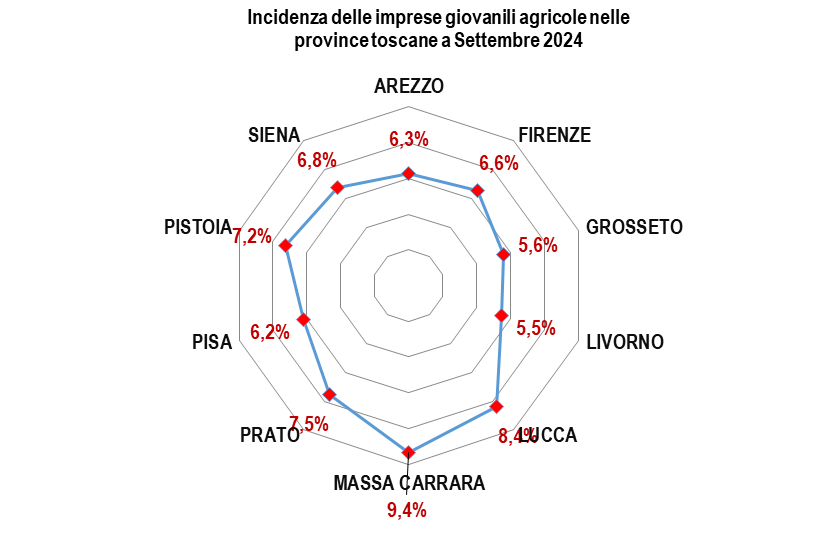 Incidenza delle imprese giovanili agricole nelle
province toscane a Settembre 2024
AREZZO
6,3%
FIRENZE
6,6%
GROSSETO
5,6%
LIVORNO
5,5%
LUCCA
8,4%
MASSA CARRARA
9,4%
PRATO
7,5%
PISA
6,2%
PISTOIA
7,2%
SIENA
6,8%